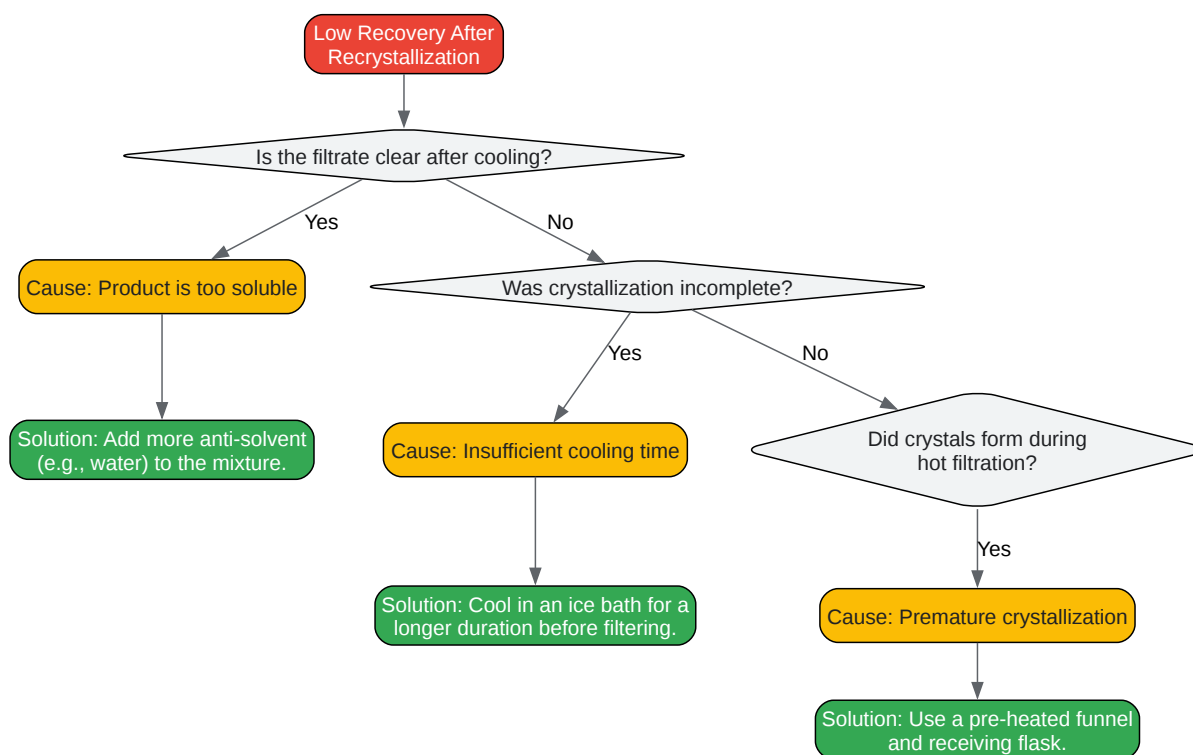 Low Recovery After
Recrystallization
Is the filtrate clear after cooling?
Yes
No
Cause: Product is too soluble
Was crystallization incomplete?
Yes
No
Solution: Add more anti-solvent
(e.g., water) to the mixture.
Cause: Insufficient cooling time
Did crystals form during
hot filtration?
Yes
Solution: Cool in an ice bath for a
longer duration before filtering.
Cause: Premature crystallization
Solution: Use a pre-heated funnel
and receiving flask.